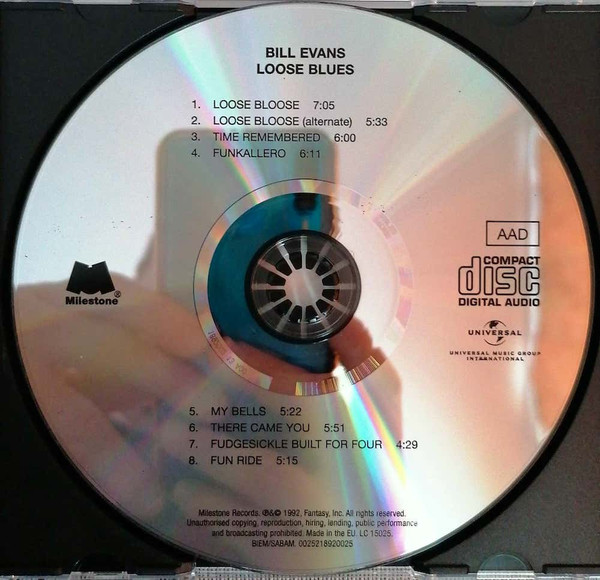 BILL EVANS
LOOSE BLUES
1. LOOSE BLOOSE 7:05
2. LOOSE BLOOSE (alternate) 5:33
3. TIME REMEMBERED 6:00
4. FUNKALLERO 6:11
AAD
COMPACT
disc
DIGITAL AUDIO
Milestone®
UNIVERSAL
UNIVERSAL MUSIC GROUP
INTERNATIONAL
5. MY BELLS 5:22
6. THERE CAME YOU 5:51
7. FUDGESICKLE BUILT FOR FOUR 4:29
8. FUN RIDE 5:15
Milestone Records. ℗&© 1992, Fantasy, Inc. All rights reserved.
Unauthorised copying, reproduction, hiring, lending, public performance
and broadcasting prohibited. Made in the EU. LC 15025.
BIEM/SABAM. 0025218920025